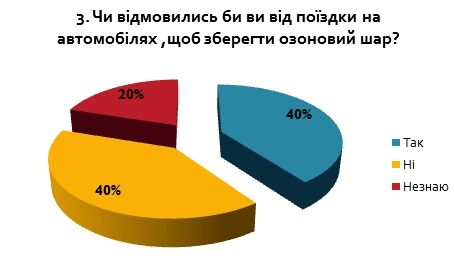 3. Чи відмовились би ви від поїздки на
автомобілях ,щоб зберегти озоновий шар?
20%
40%
40%
Так
Ні
Незнаю